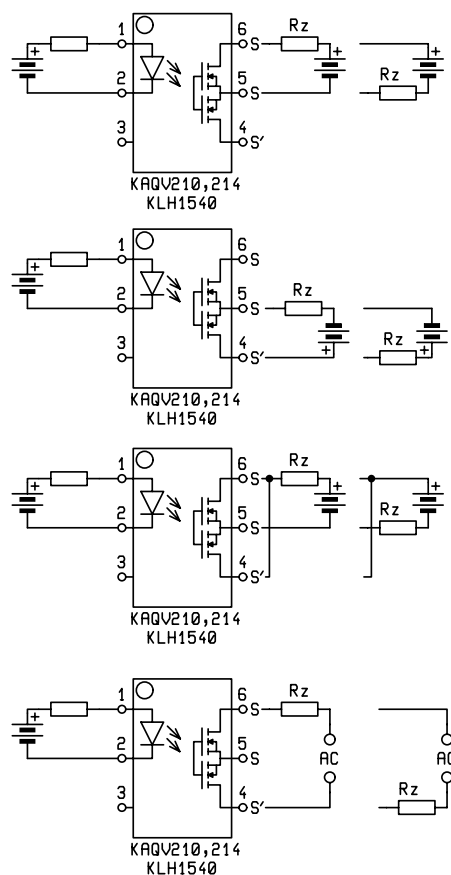 1 6 S Rz
+ + +
2 5 S Rz
3 4 S'
KAQV210,214
KLH1540
1 6 S
+
2 5 S Rz
Rz
3 4 S' + +
KAQV210,214
KLH1540
1 6 S Rz
+ + +
2 5 S Rz
3 4 S'
KAQV210,214
KLH1540
1 6 S Rz
+
2 5 S AC AC
3 4 S' Rz
KAQV210,214
KLH1540